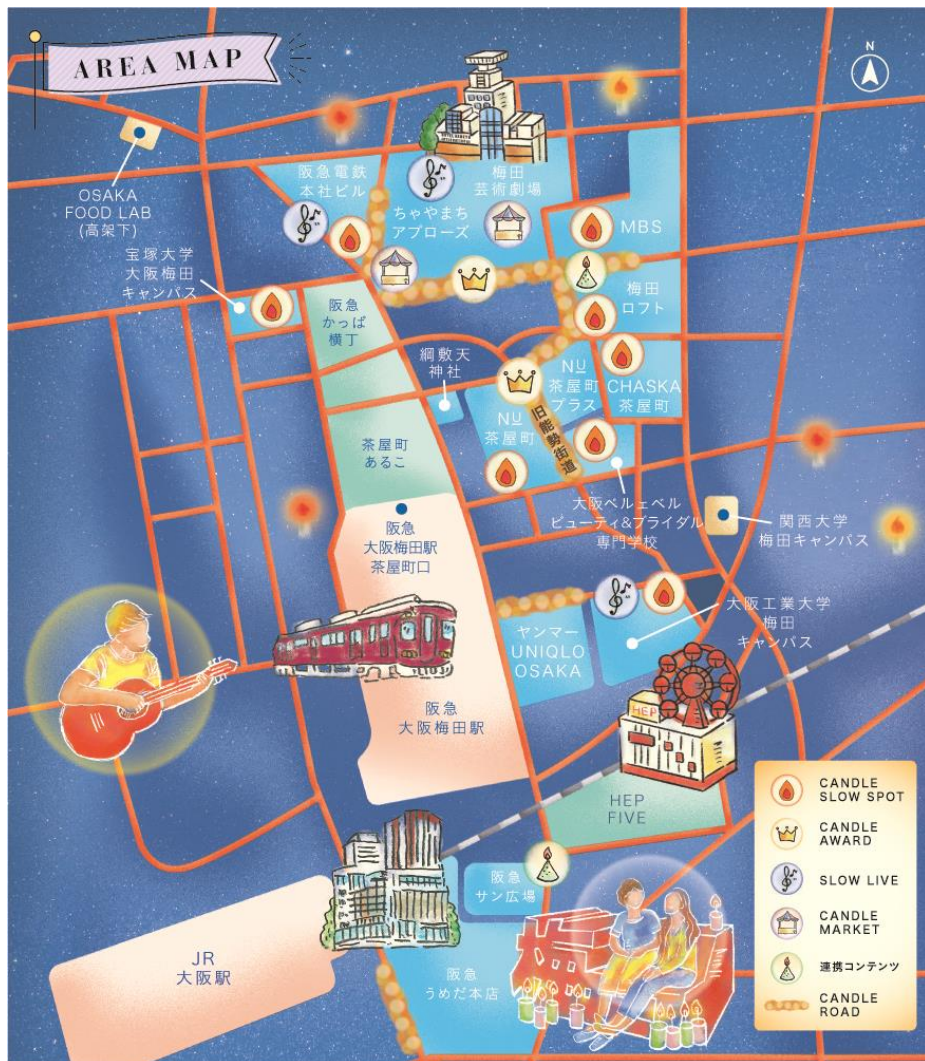 AREA MAP
N
OSAKA
FOOD LAB
(高架下)
阪急電鉄
本社ビル
ちゃやまち
アプローズ
梅田
芸術劇場
MBS
宝塚大学
大阪梅田
キャンパス
阪急
かっぱ
横丁
梅田
ロフト
綱敷天
神社
NU
茶屋町
プラス
CHASKA
茶屋町
NU
茶屋町
旧能勢街道
茶屋町
あるこ
大阪ベルェベル
ビューティ&ブライダル
専門学校
関西大学
梅田キャンパス
阪急
大阪梅田駅
茶屋町口
大阪工業大学
梅田
キャンパス
ヤンマー
UNIQLO
OSAKA
阪急
大阪梅田駅
HEP
HEP
FIVE
阪急
サン広場
梅
JR
大阪駅
阪急
うめだ本店
CANDLE
SLOW SPOT
CANDLE
AWARD
SLOW LIVE
CANDLE
MARKET
連携コンテンツ
CANDLE
ROAD